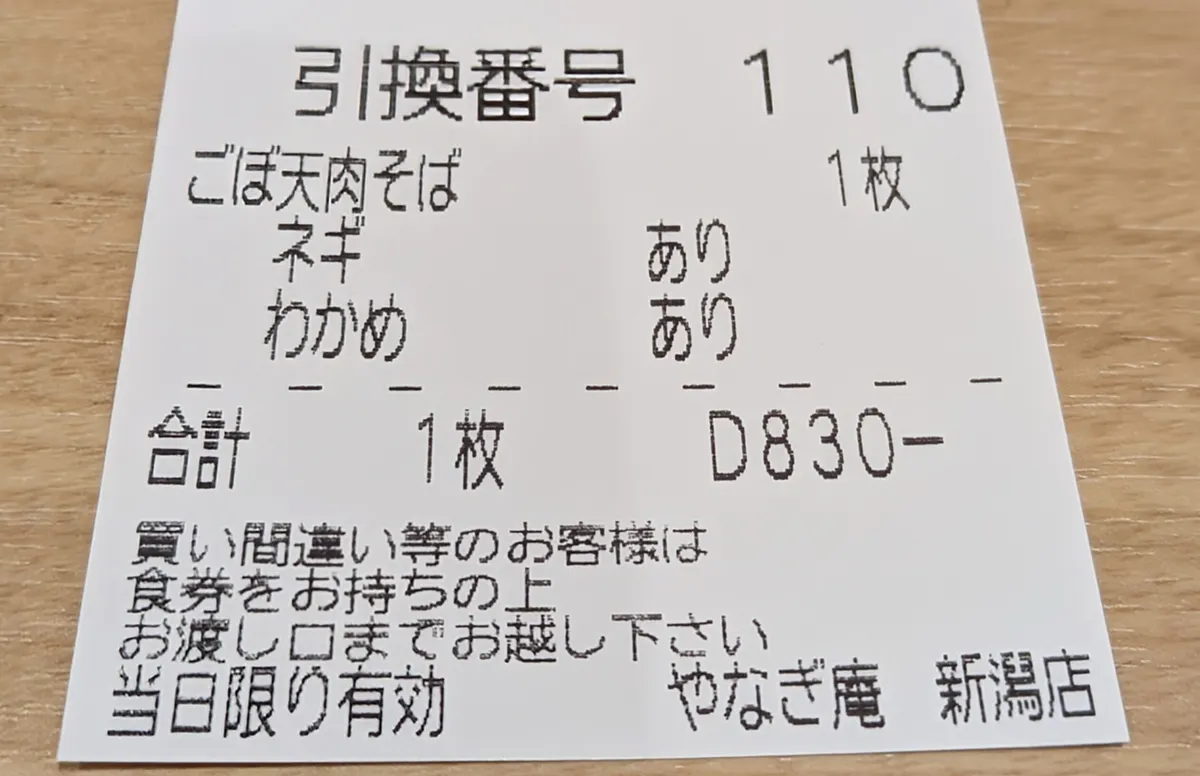 引換番号 110
ごぼ天肉そば 1枚
ネギ あり
わかめ あり
合計 1枚 D830-
買い間違い等のお客様は
食券をお持ちの上
お渡し口までお越し下さい
当日限り有効 やなぎ庵 新潟店